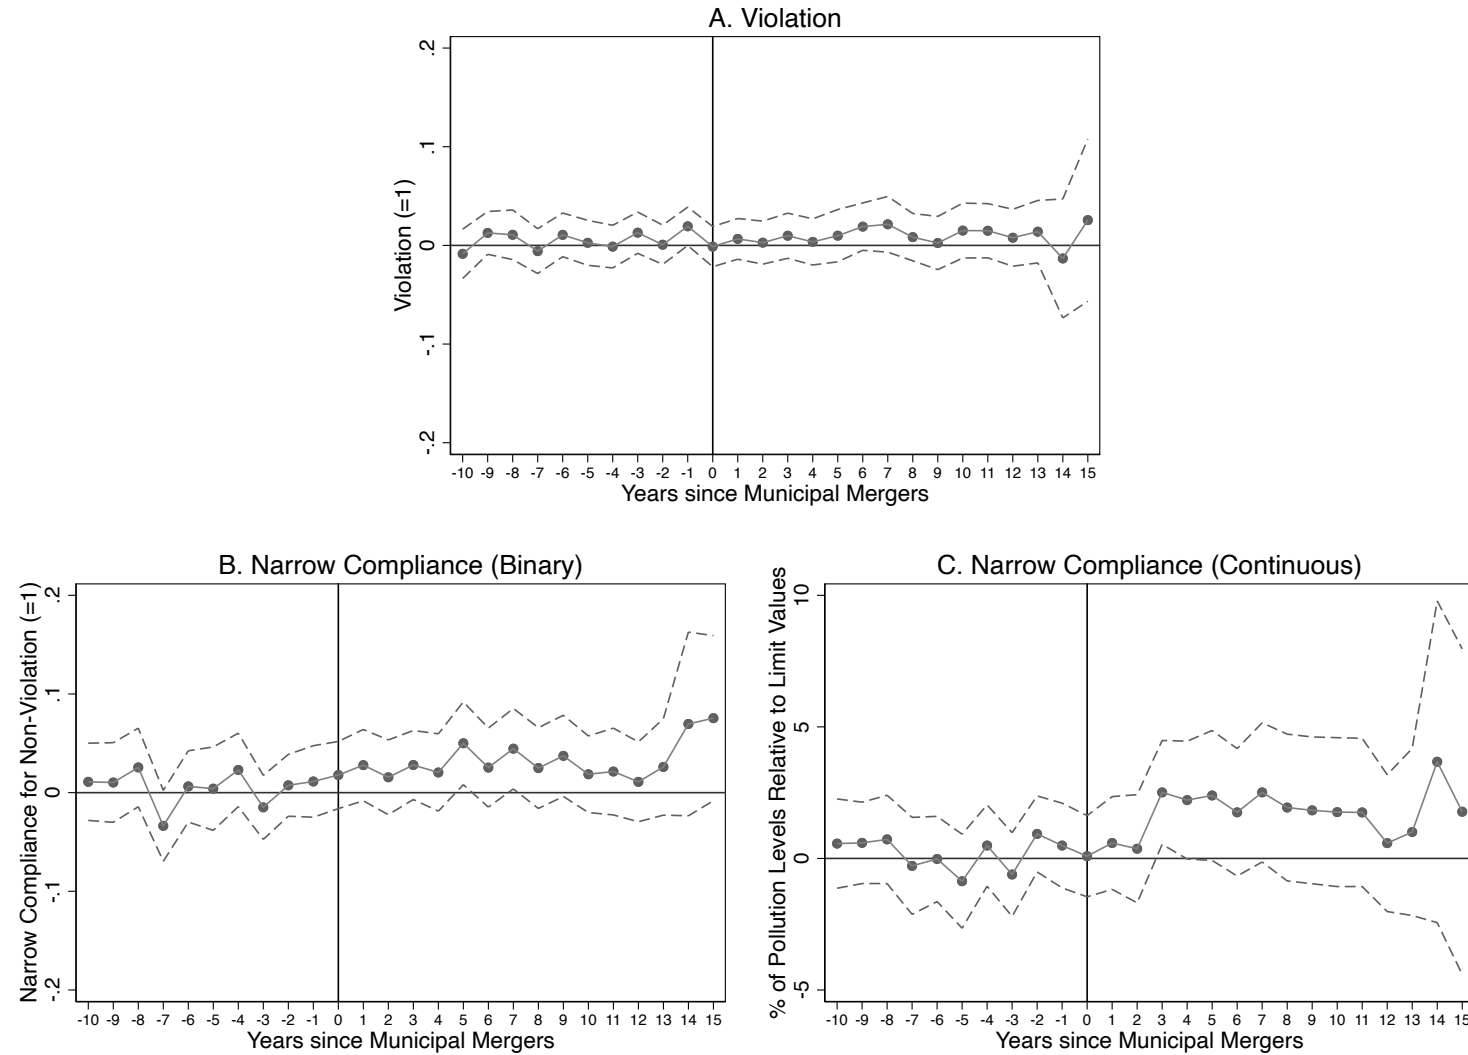 A. Violation
Violation (=1)
.2
.1
0
-.1
-.2
-10 -9 -8 -7 -6 -5 -4 -3 -2 -1 0 1 2 3 4 5 6 7 8 9 10 11 12 13 14 15
Years since Municipal Mergers
B. Narrow Compliance (Binary)
Narrow Compliance for Non-Violation (=1)
.2
.1
0
-.1
-.2
-10 -9 -8 -7 -6 -5 -4 -3 -2 -1 0 1 2 3 4 5 6 7 8 9 10 11 12 13 14 15
Years since Municipal Mergers
C. Narrow Compliance (Continuous)
% of Pollution Levels Relative to Limit Values
10
5
0
-5
-10 -9 -8 -7 -6 -5 -4 -3 -2 -1 0 1 2 3 4 5 6 7 8 9 10 11 12 13 14 15
Years since Municipal Mergers